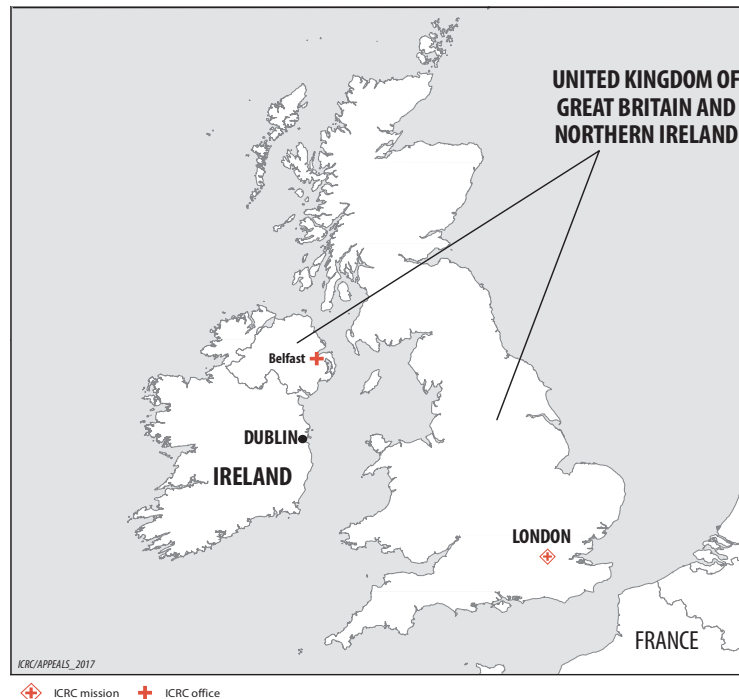 UNITED KINGDOM OF
GREAT BRITAIN AND
NORTHERN IRELAND
Belfast
DUBLIN
IRELAND
LONDON
FRANCE
ICRC/APPEALS_2017
ICRC mission ICRC office